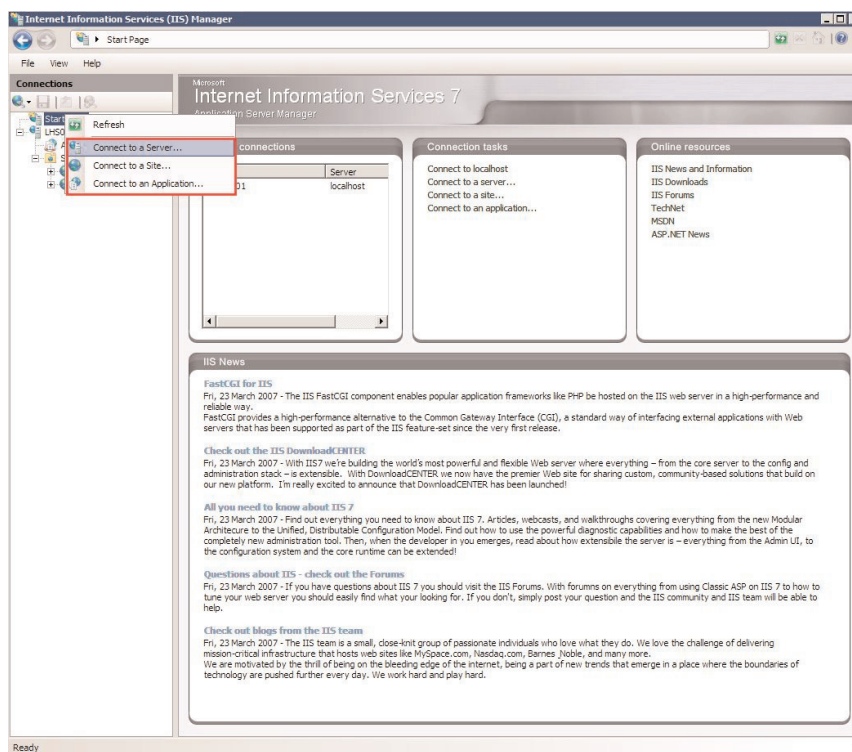 Internet Information Services (IIS) Manager
Start Page
File View Help
Connections
Start
LHS0
Refresh
Connect to a Server...
Connect to a Site...
Connect to an Application...
Microsoft
Internet Information Services 7
Application Server Manager
connections
Server
01 localhost
Connection tasks
Connect to localhost
Connect to a server...
Connect to a site...
Connect to an application...
Online resources
IIS News and Information
IIS Downloads
IIS Forums
TechNet
MSDN
ASP.NET News
IIS News
FastCGI for IIS
Fri, 23 March 2007 - The IIS FastCGI component enables popular application frameworks like PHP be hosted on the IIS web server in a high-performance and
reliable way.
FastCGI provides a high-performance alternative to the Common Gateway Interface (CGI), a standard way of interfacing external applications with Web
servers that has been supported as part of the IIS feature-set since the very first release.
Check out the IIS DownloadCENTER
Fri, 23 March 2007 - With IIS7 we're building the world's most powerful and flexible Web server where everything – from the core server to the config and
administration stack – is extensible. With DownloadCENTER we now have the premier Web site for sharing custom, community-based solutions that build on
our new platform. I'm really excited to announce that DownloadCENTER has been launched!
All you need to know about IIS 7
Fri, 23 March 2007 - Find out everything you need to know about IIS 7. Articles, webcasts, and walkthroughs covering everything from the new Modular
Architecure to the Unified, Distributable Configuration Model. Find out how to use the powerful diagnostic capabilities and how to make the best of the
completely new administration tool. Then, when the developer in you emerges, read about how extensibile the server is – everything from the Admin UI, to
the configuration system and the core runtime can be extended!
Questions about IIS - check out the Forums
Fri, 23 March 2007 - If you have questions about IIS 7 you should visit the IIS Forums. With forumns on everything from using Classic ASP on IIS 7 to how to
tune your web server you should easily find what your looking for. If you don't, simply post your question and the IIS community and IIS team will be able to
help.
Check out blogs from the IIS team
Fri, 23 March 2007 - The IIS team is a small, close-knit group of passionate individuals who love what they do. We love the challenge of delivering
mission-critical infrastructure that hosts web sites like MySpace.com, Nasdaq.com, Barnes_Noble, and many more.
We are motivated by the thrill of being on the bleeding edge of the internet, being a part of new trends that emerge in a place where the boundaries of
technology are pushed further every day. We work hard and play hard.
Ready